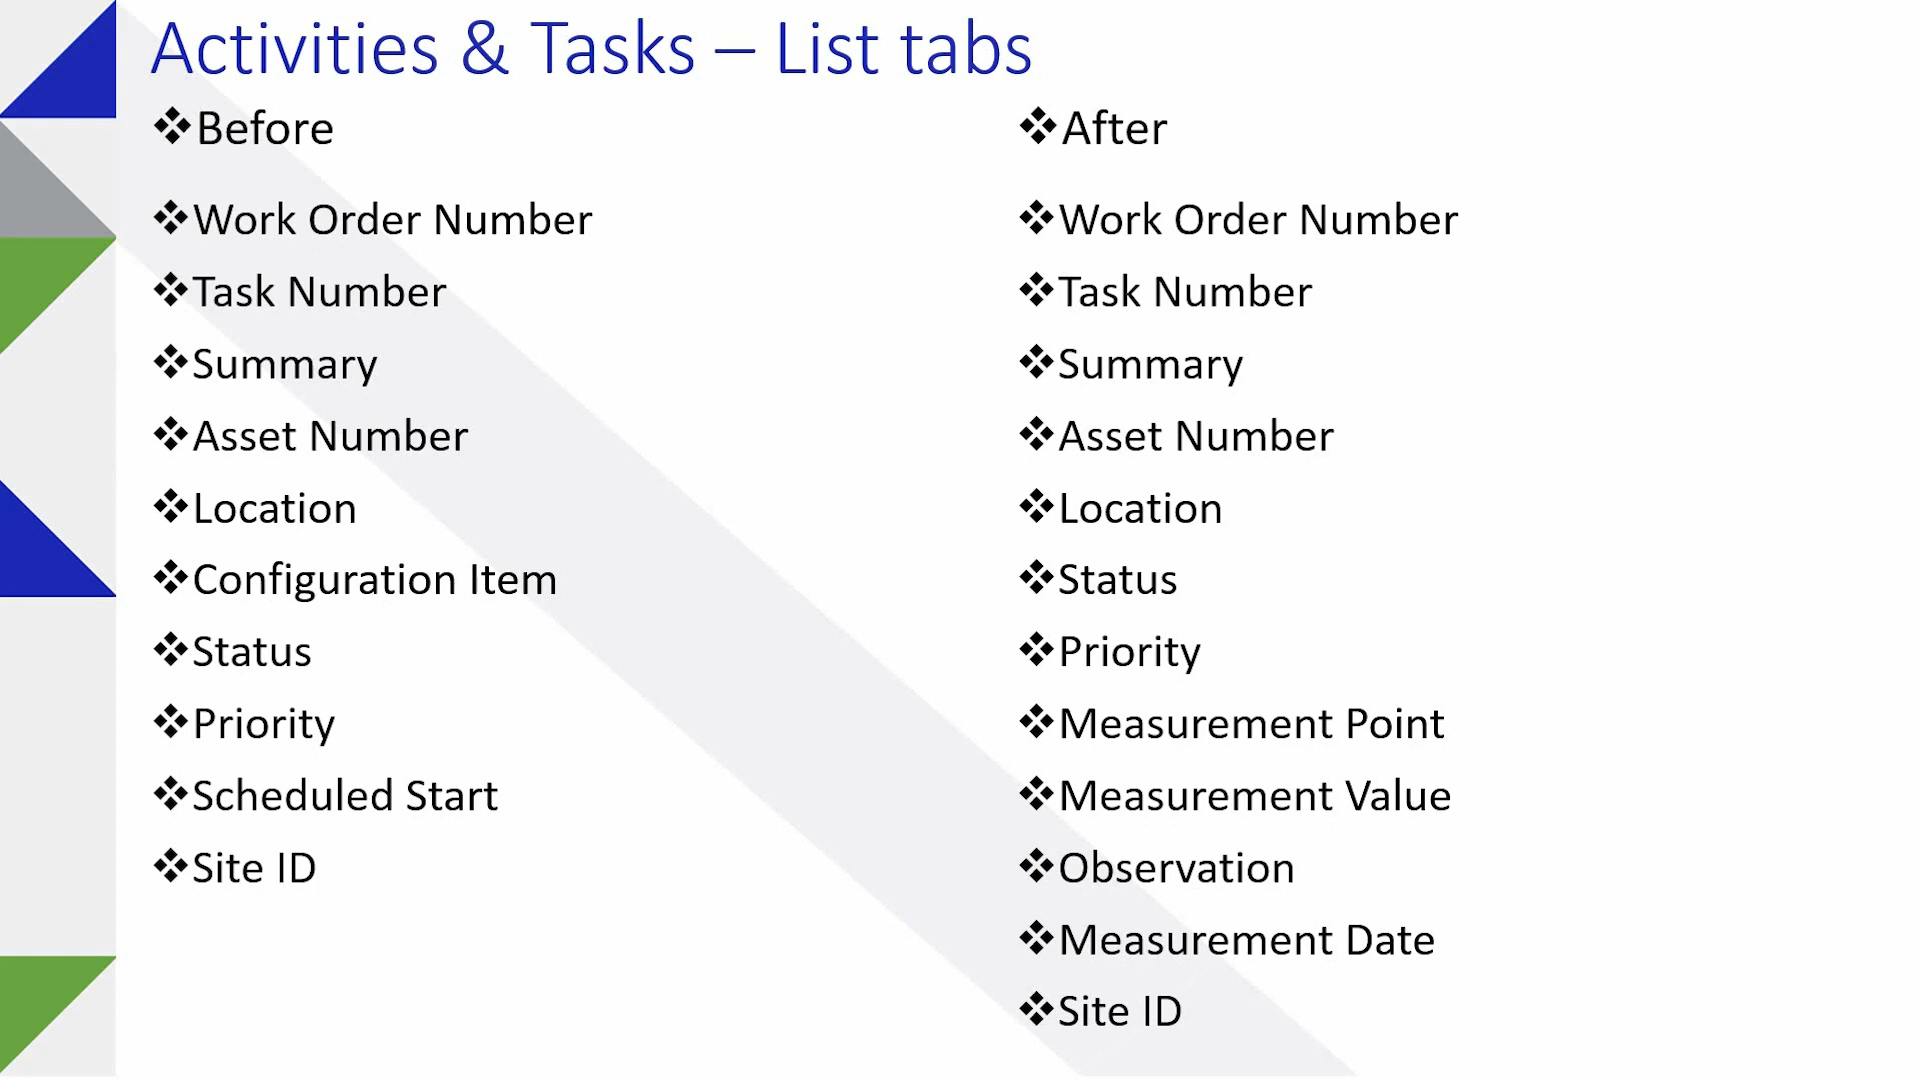 Activities & Tasks – List tabs
❖Before
❖Work Order Number
❖Task Number
❖Summary
❖Asset Number
❖Location
❖Configuration Item
❖Status
❖Priority
❖Scheduled Start
❖Site ID
❖After
❖Work Order Number
❖Task Number
❖Summary
❖Asset Number
❖Location
❖Status
❖Priority
❖Measurement Point
❖Measurement Value
❖Observation
❖Measurement Date
❖Site ID